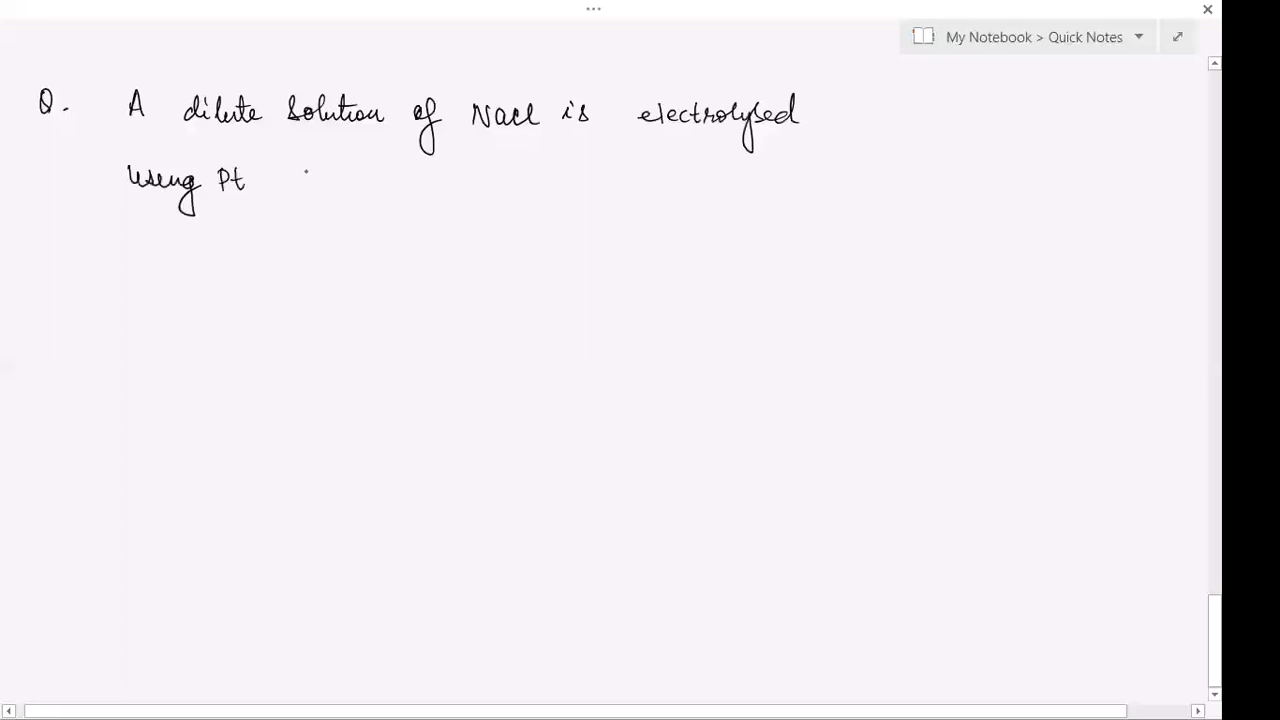 ...
My Notebook > Quick Notes
Q. A dilute solution of NaCl is electrolysed
using Pt